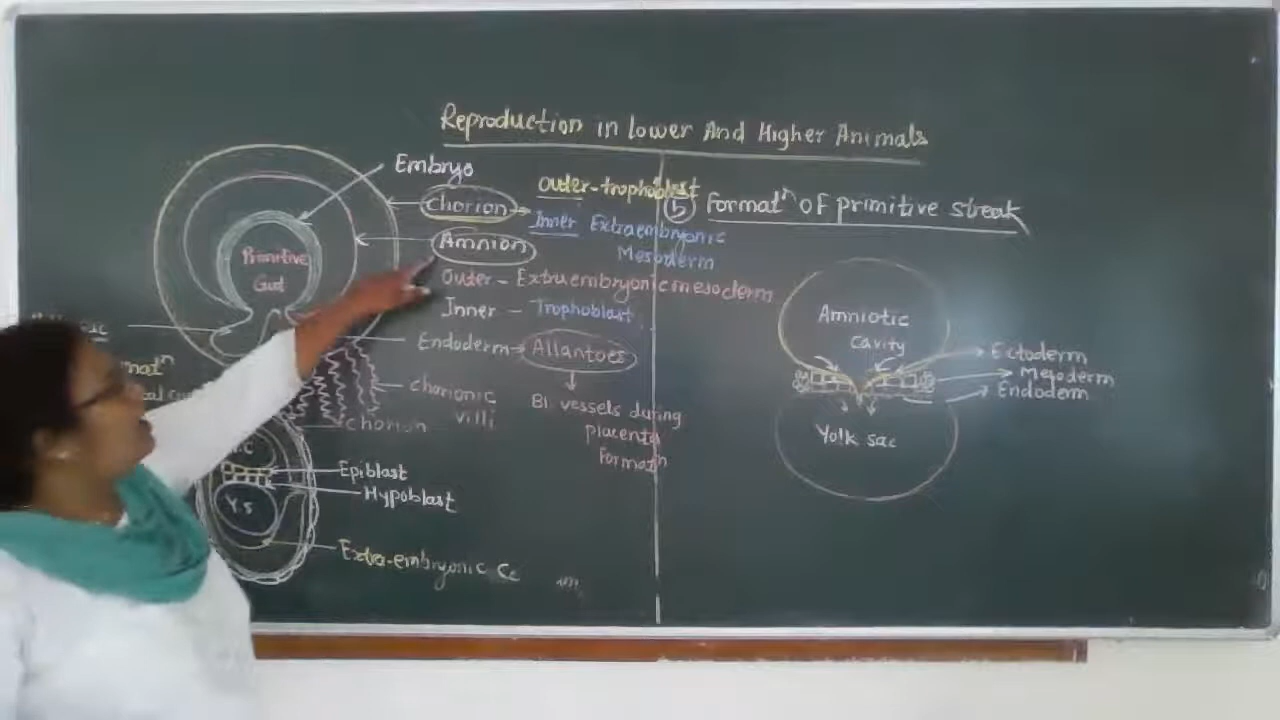 Reproduction in Lower And Higher Animals
Embryo
Chorion
Outer-trophoblast
Inner Extraembryonic
Mesoderm
Amnion
Outer - Extraembryonic mesoderm
Inner - Trophoblast
Primitive
Gut
Endoderm
Allantoes
Bl. vessels during
placenta
Formatn
chorionic
villi
chorion
Epiblast
Hypoblast
Y.S
Extra-embryonic
5 Formatn OF primitive streak
Amniotic
Cavity
Ectoderm
Mesoderm
Endoderm
Yolk sac